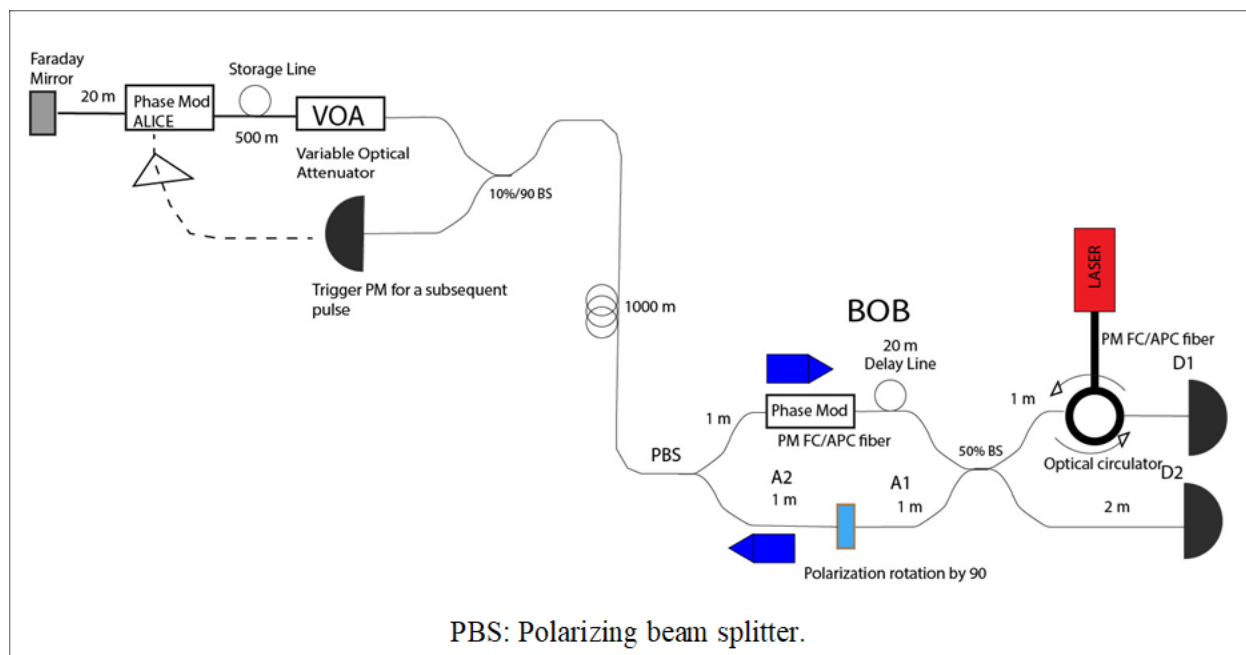 Faraday
Mirror
20 m
Phase Mod
ALICE
Storage Line
500 m
VOA
Variable Optical
Attenuator
10%/90 BS
Trigger PM for a subsequent
pulse
1000 m
BOB
20 m
Delay Line
LASER
PM FC/APC fiber
D1
1 m
Phase Mod
PM FC/APC fiber
1 m
50% BS
Optical circulator
D2
PBS
A2
1 m
A1
1 m
2 m
Polarization rotation by 90
PBS: Polarizing beam splitter.